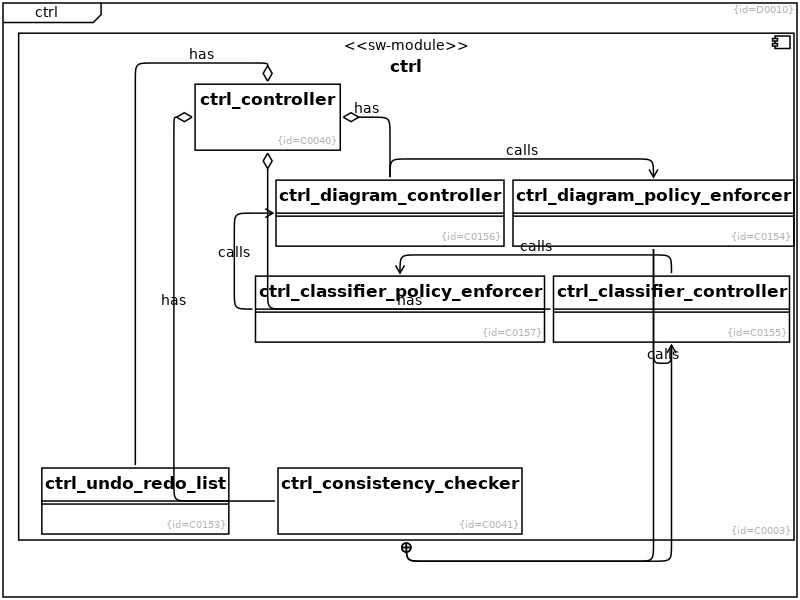 ctrl
{id=D0010}
<<sw-module>>
ctrl
has
ctrl_controller
{id=C0040}
has
calls
ctrl_diagram_controller
{id=C0156}
ctrl_diagram_policy_enforcer
{id=C0154}
calls
calls
ctrl_classifier_policy_enforcer
{id=C0157}
ctrl_classifier_controller
{id=C0155}
has
has
calls
ctrl_undo_redo_list
{id=C0153}
ctrl_consistency_checker
{id=C0041}
{id=C0003}